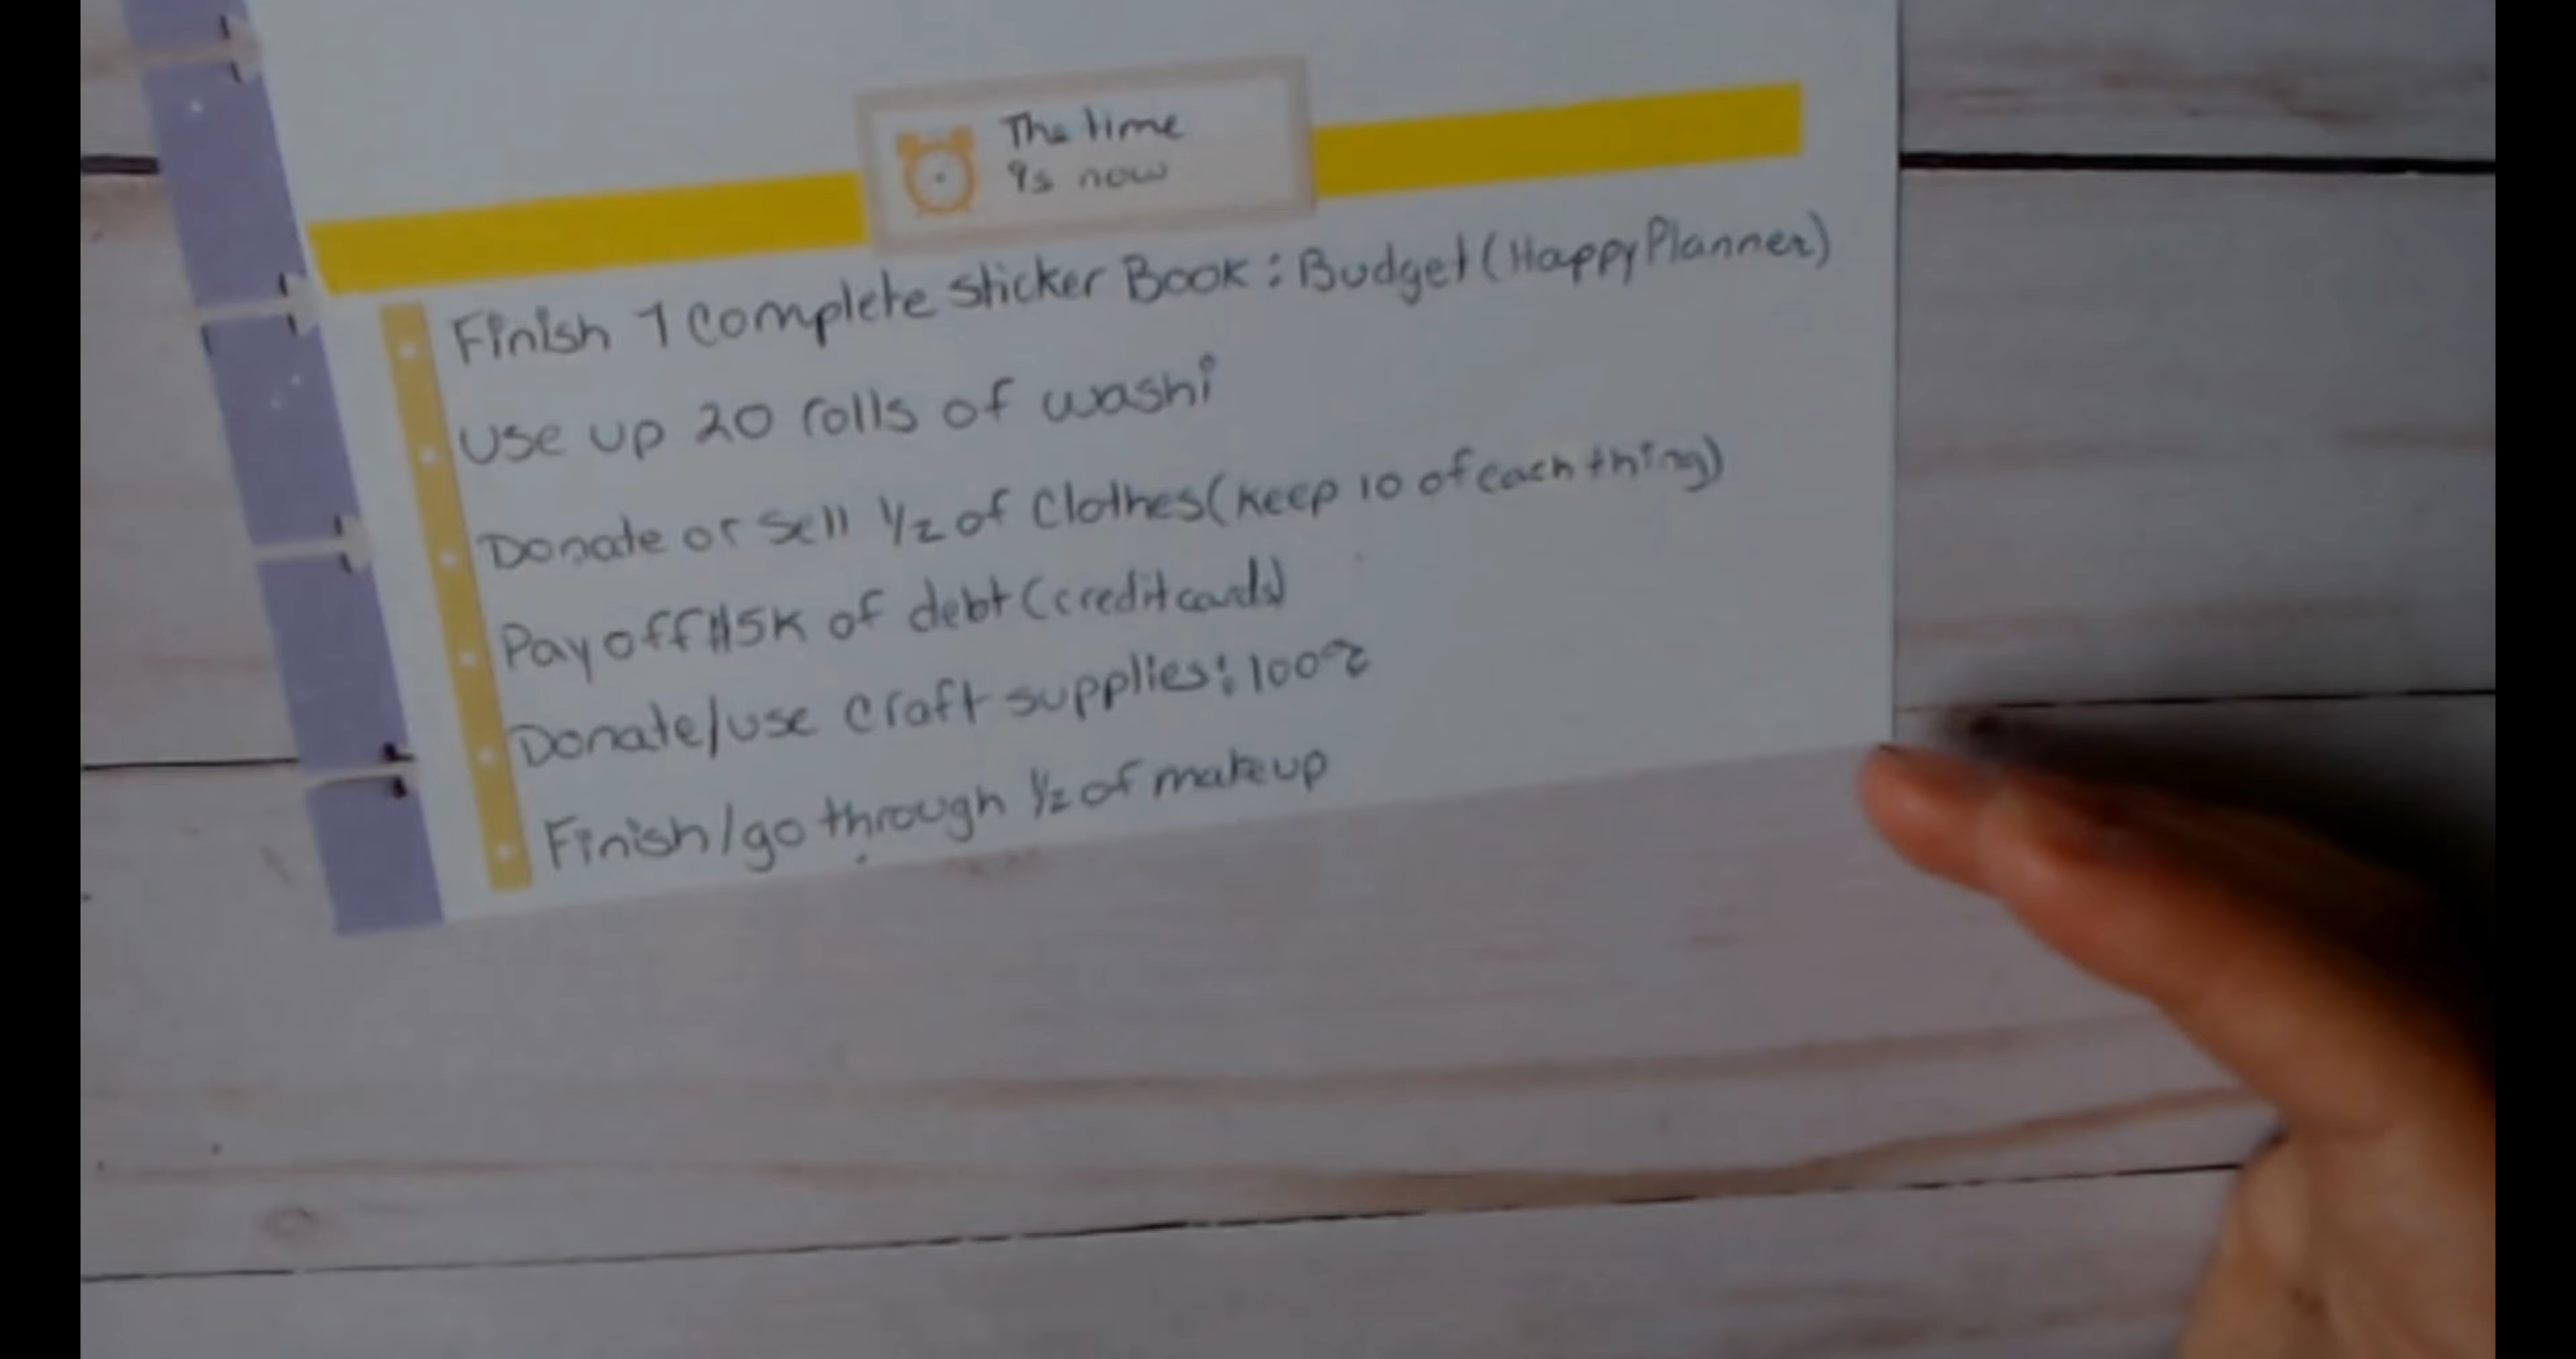 The time
is now
Finish 1 Complete Sticker Book: Budget (Happy Planner)
Use up 20 rolls of washi
Donate or Sell 1/2 of Clothes (Keep 10 of each thing)
Pay off $15K of debt (credit cards)
Donate/use Craft supplies: 100%
Finish/go through 1/2 of makeup